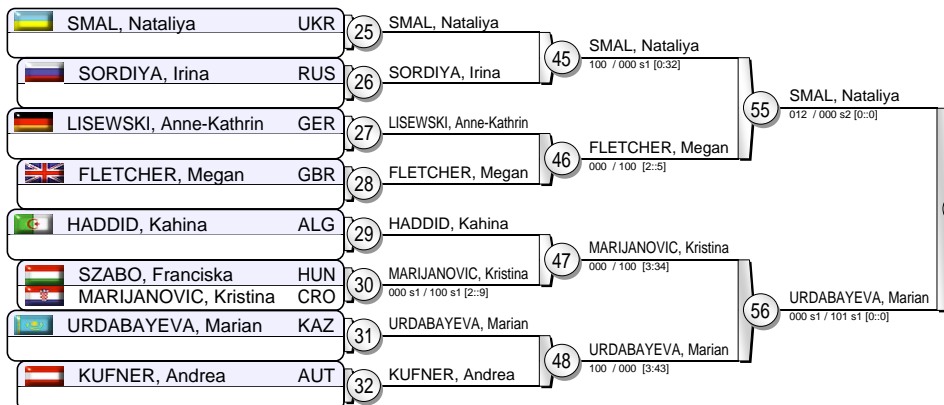 SMAL, Nataliya UKR
25
SMAL, Nataliya
SORDIYA, Irina RUS
26
SORDIYA, Irina
45
SMAL, Nataliya
100 / 000 s1 [0:32]
LISEWSKI, Anne-Kathrin GER
27
LISEWSKI, Anne-Kathrin
FLETCHER, Megan GBR
28
FLETCHER, Megan
46
FLETCHER, Megan
000 / 100 [2::5]
55
SMAL, Nataliya
012 / 000 s2 [0::0]
HADDID, Kahina ALG
29
HADDID, Kahina
SZABO, Franciska HUN
MARIJANOVIC, Kristina CRO
30
MARIJANOVIC, Kristina
000 s1 / 100 s1 [2::9]
47
MARIJANOVIC, Kristina
000 / 100 [3:34]
URDABAYEVA, Marian KAZ
31
URDABAYEVA, Marian
KUFNER, Andrea AUT
32
KUFNER, Andrea
48
URDABAYEVA, Marian
100 / 000 [3:43]
56
URDABAYEVA, Marian
000 s1 / 101 s1 [0::0]